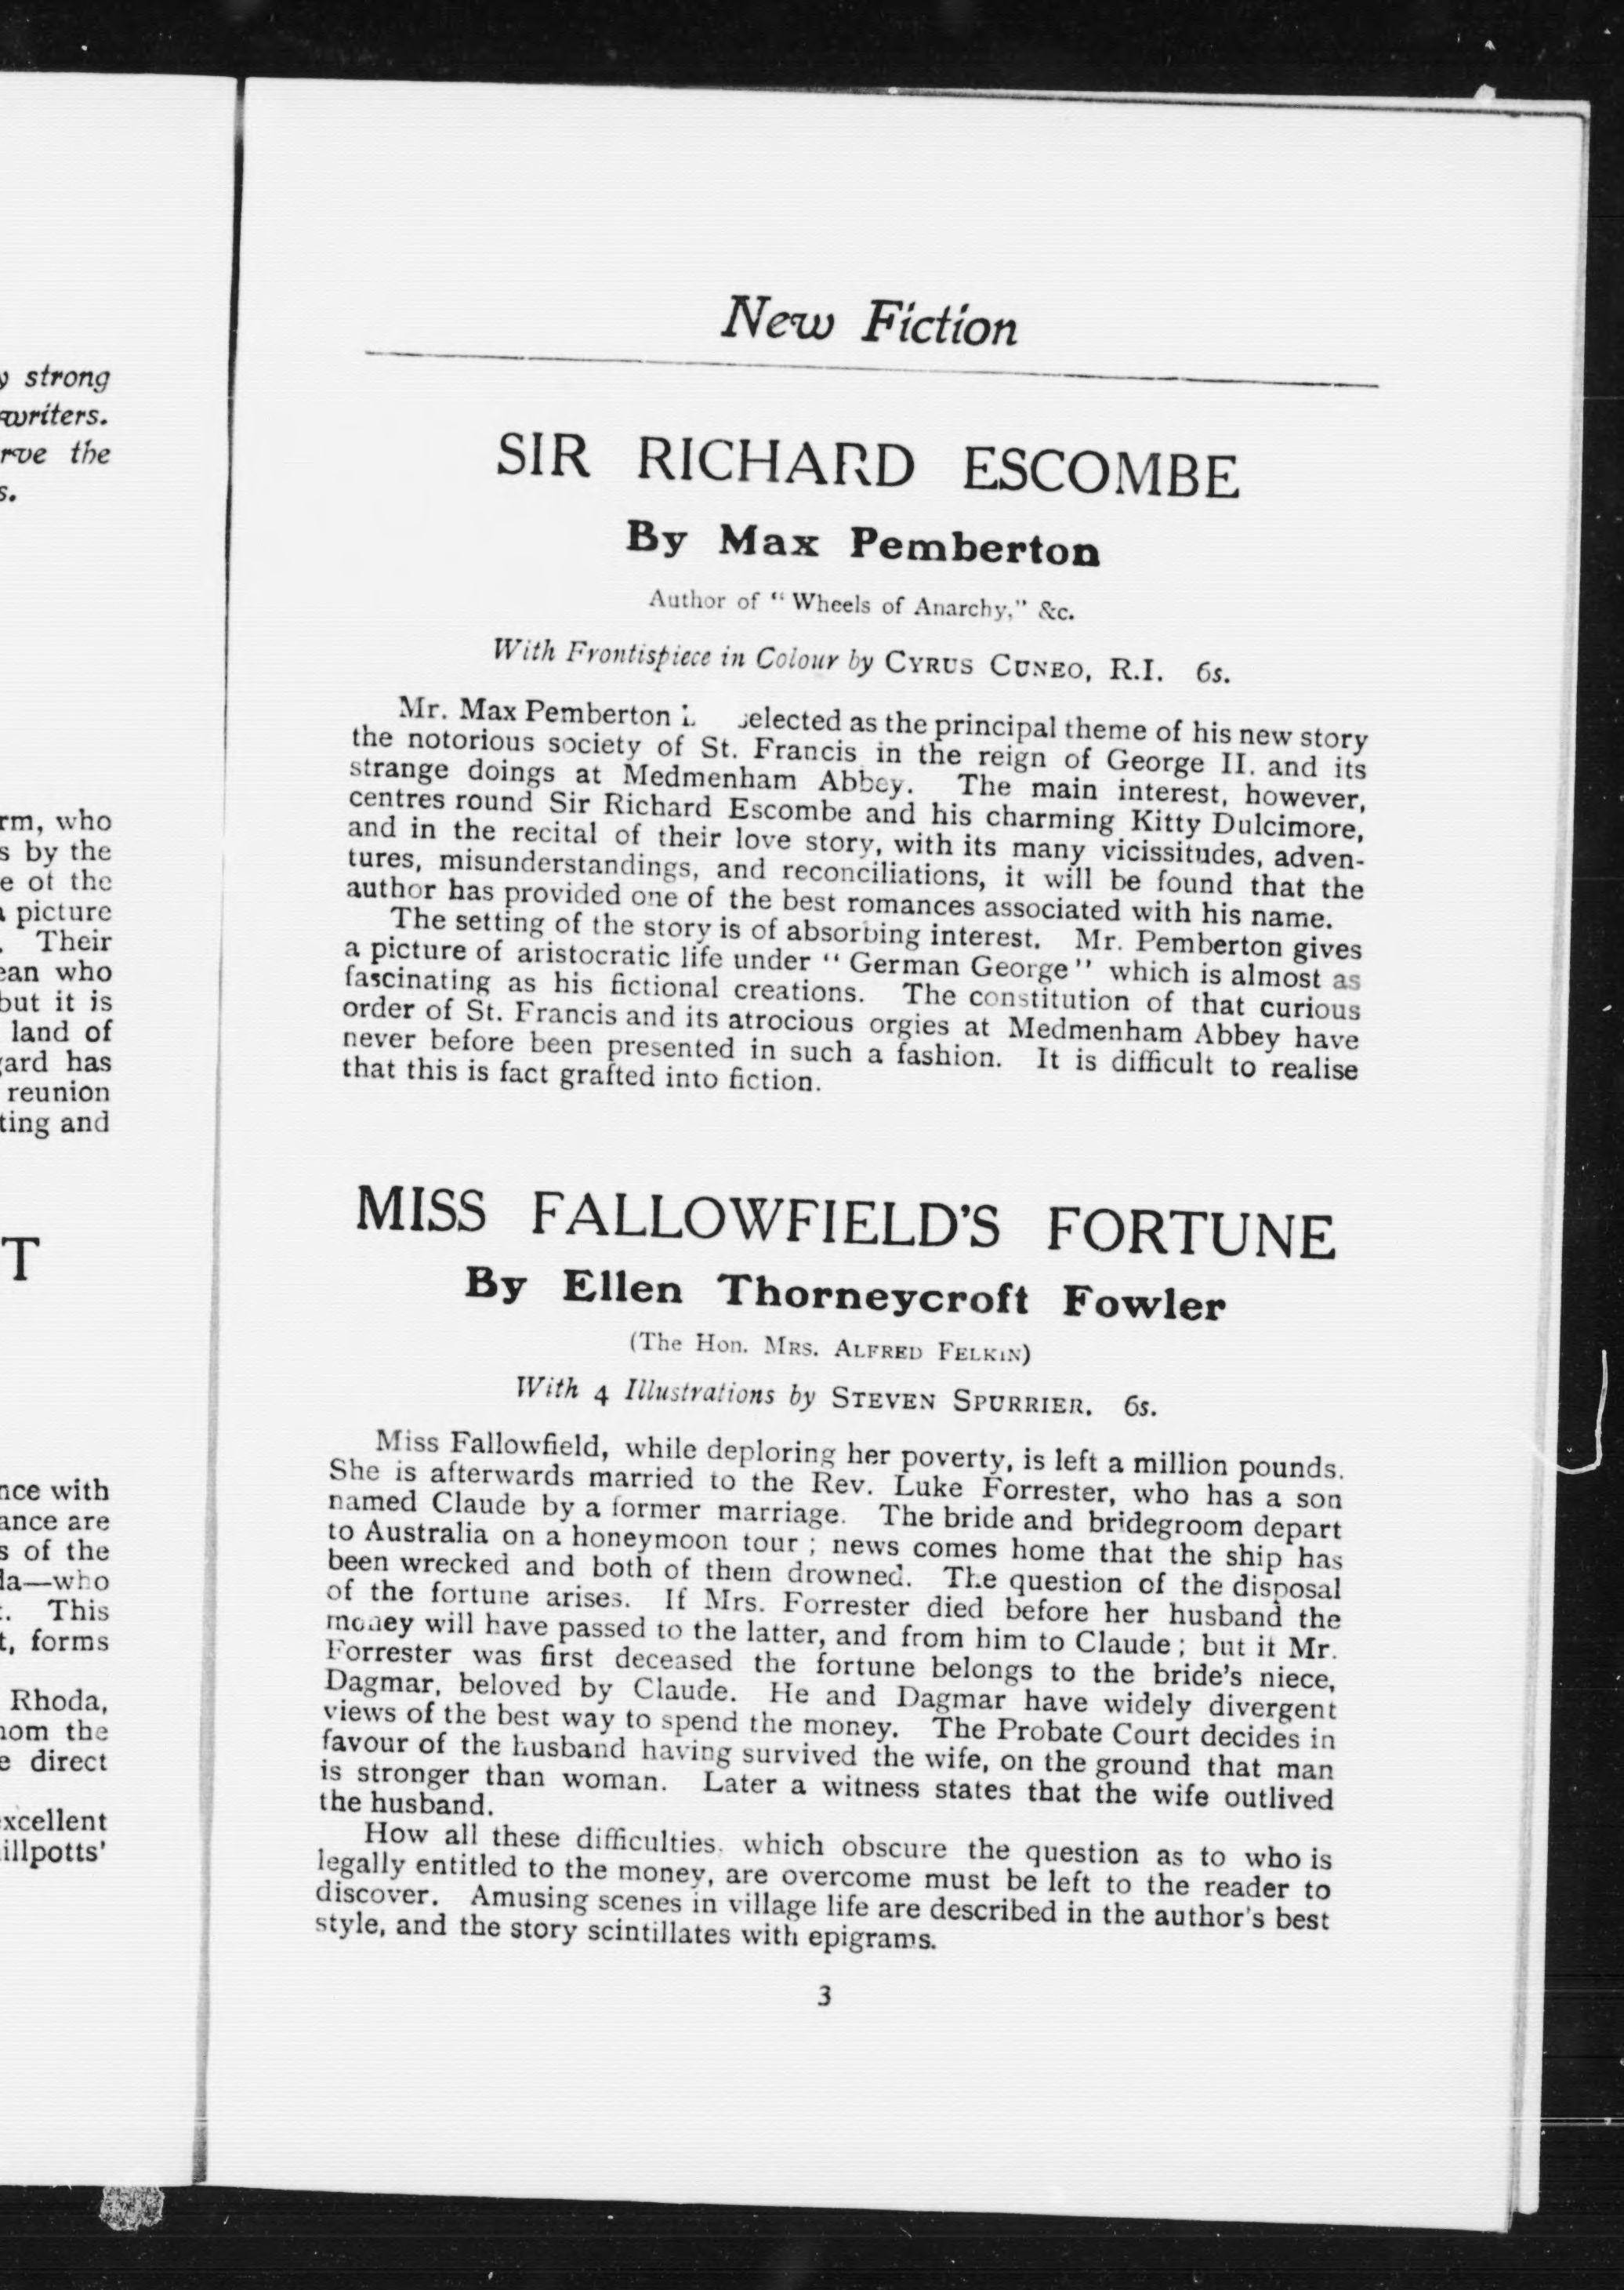 y strong
writers.
rve the
s.
rm, who
s by the
e ot the
a picture
. Their
ean who
but it is
land of
gard has
reunion
ting and
T
nce with
ance are
s of the
la—who
. This
t, forms
Rhoda,
hom the
e direct
excellent
illpotts'
New Fiction
SIR RICHARD ESCOMBE
By Max Pemberton
Author of "Wheels of Anarchy," &c.
With Frontispiece in Colour by CYRUS CUNEO, R.I. 6s.
Mr. Max Pemberton selected as the principal theme of his new story
the notorious society of St. Francis in the reign of George II. and its
strange doings at Medmenham Abbey. The main interest, however,
centres round Sir Richard Escombe and his charming Kitty Dulcimore,
and in the recital of their love story, with its many vicissitudes, adven-
tures, misunderstandings, and reconciliations, it will be found that the
author has provided one of the best romances associated with his name.
The setting of the story is of absorbing interest. Mr. Pemberton gives
a picture of aristocratic life under "German George" which is almost as
fascinating as his fictional creations. The constitution of that curious
order of St. Francis and its atrocious orgies at Medmenham Abbey have
never before been presented in such a fashion. It is difficult to realise
that this is fact grafted into fiction.
MISS FALLOWFIELD'S FORTUNE
By Ellen Thorneycroft Fowler
(The Hon. MRS. ALFRED FELKIN)
With 4 Illustrations by STEVEN SPURRIER. 6s.
Miss Fallowfield, while deploring her poverty, is left a million pounds.
She is afterwards married to the Rev. Luke Forrester, who has a son
named Claude by a former marriage. The bride and bridegroom depart
to Australia on a honeymoon tour; news comes home that the ship has
been wrecked and both of them drowned. The question of the disposal
of the fortune arises. If Mrs. Forrester died before her husband the
money will have passed to the latter, and from him to Claude; but if Mr.
Forrester was first deceased the fortune belongs to the bride's niece,
Dagmar, beloved by Claude. He and Dagmar have widely divergent
views of the best way to spend the money. The Probate Court decides in
favour of the husband having survived the wife, on the ground that man
is stronger than woman. Later a witness states that the wife outlived
the husband.
How all these difficulties, which obscure the question as to who is
legally entitled to the money, are overcome must be left to the reader to
discover. Amusing scenes in village life are described in the author's best
style, and the story scintillates with epigrams.
3